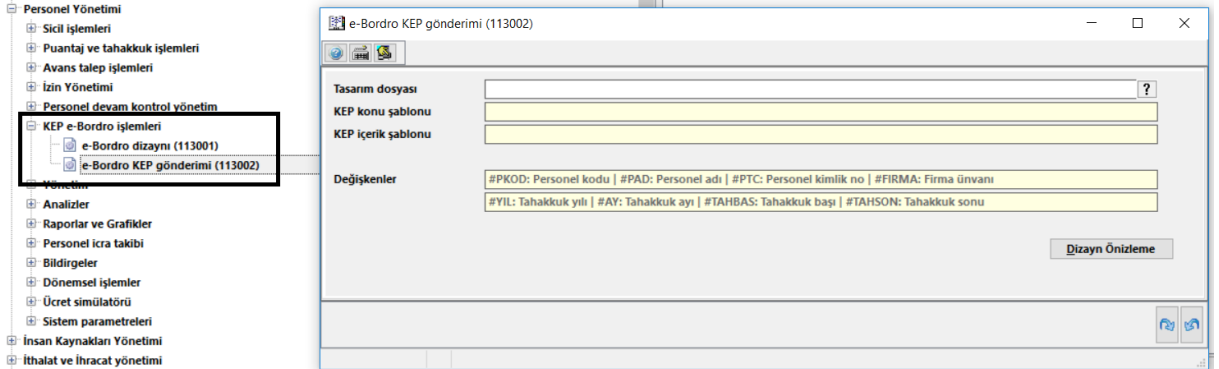 Personel Yönetimi
Sicil işlemleri
Puantaj ve tahakkuk işlemleri
Avans talep işlemleri
İzin Yönetimi
Personel devam kontrol yönetim
KEP e-Bordro işlemleri
e-Bordro dizaynı (113001)
e-Bordro KEP gönderimi (113002)
Yönetim
Analizler
Raporlar ve Grafikler
Personel icra takibi
Bildirgeler
Dönemsel işlemler
Ücret simülatörü
Sistem parametreleri
İnsan Kaynakları Yönetimi
İthalat ve İhracat yönetimi
e-Bordro KEP gönderimi (113002)
Tasarım dosyası ?
KEP konu şablonu
KEP içerik şablonu
Değişkenler #PKOD: Personel kodu | #PAD: Personel adı | #PTC: Personel kimlik no | #FIRMA: Firma ünvanı
#YIL: Tahakkuk yılı | #AY: Tahakkuk ayı | #TAHBAS: Tahakkuk başı | #TAHSON: Tahakkuk sonu
Dizayn Önizleme